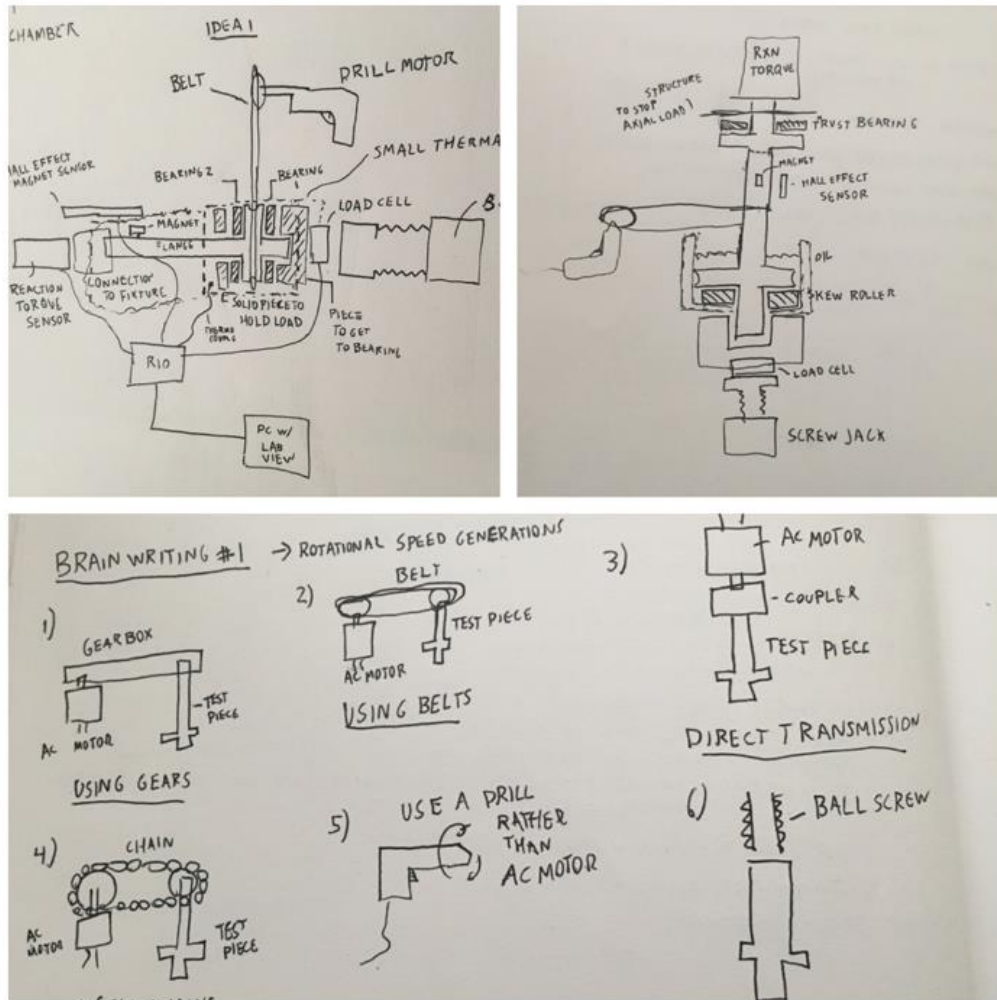 CHAMBER
IDEA 1
BELT
DRILL MOTOR
SMALL THERMA
HALL EFFECT
MAGNET SENSOR
BEARING 2
BEARING
LOAD CELL
MAGNET
REACTION
TORQUE
SENSOR
CONNECTION
TO FIXTURE
THERMO
COUPLE
SOLID PIECE TO
HOLD LOAD
PIECE
TO GET
TO BEARING
RIO
PC W/
LAB
VIEW
RXN
TORQUE
STRUCTURE
TO STOP
AXIAL LOAD
TRUST BEARING
MAGNET
HALL EFFECT
SENSOR
OIL
SKEW ROLLER
LOAD CELL
SCREW JACK
BRAIN WRITING #1 → ROTATIONAL SPEED GENERATIONS
1)
GEARBOX
TEST
PIECE
AC MOTOR
USING GEARS
2)
BELT
TEST PIECE
AC MOTOR
USING BELTS
3)
AC MOTOR
COUPLER
TEST PIECE
DIRECT TRANSMISSION
4)
CHAIN
AC
MOTOR
TEST
PIECE
5)
USE A DRILL
RATHER
THAN
AC MOTOR
6)
BALL SCREW